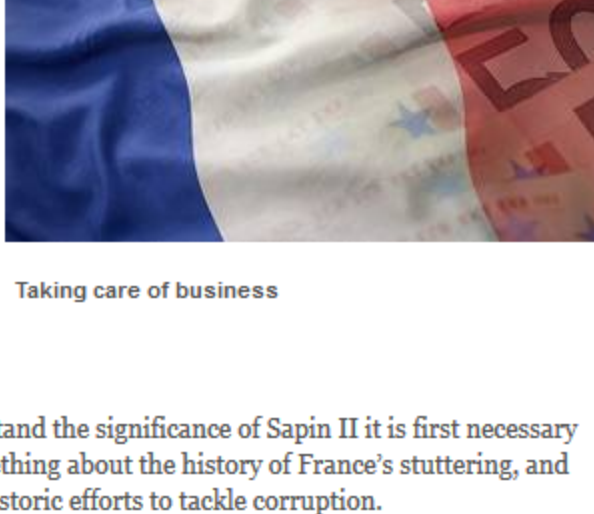 Taking care of business
tand the significance of Sapin II it is first necessary
thing about the history of France’s stuttering, and
storic efforts to tackle corruption.